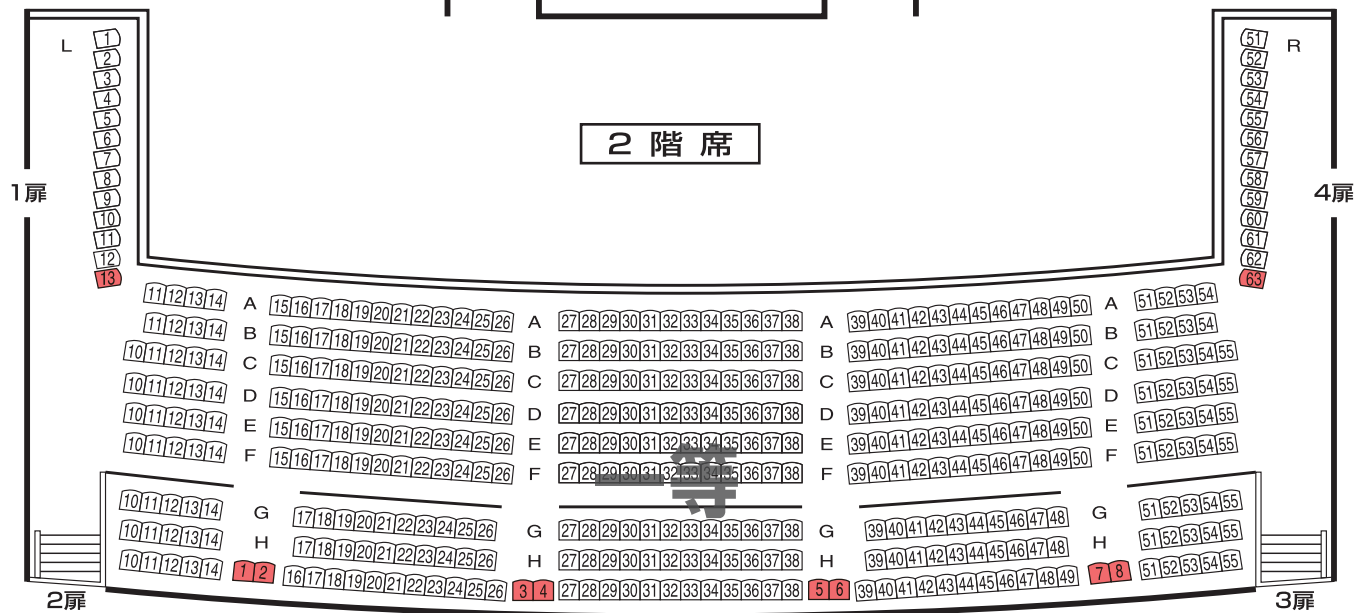 L
1
2
3
4
5
6
7
8
9
10
11
12
13
51
52
53
54
55
56
57
58
59
60
61
62
63
R
2階席
1扉
4扉
11 12 13 14 A 15 16 17 18 19 20 21 22 23 24 25 26 A 27 28 29 30 31 32 33 34 35 36 37 38 A 39 40 41 42 43 44 45 46 47 48 49 50 A 51 52 53 54
11 12 13 14 B 15 16 17 18 19 20 21 22 23 24 25 26 B 27 28 29 30 31 32 33 34 35 36 37 38 B 39 40 41 42 43 44 45 46 47 48 49 50 B 51 52 53 54
10 11 12 13 14 C 15 16 17 18 19 20 21 22 23 24 25 26 C 27 28 29 30 31 32 33 34 35 36 37 38 C 39 40 41 42 43 44 45 46 47 48 49 50 C 51 52 53 54 55
10 11 12 13 14 D 15 16 17 18 19 20 21 22 23 24 25 26 D 27 28 29 30 31 32 33 34 35 36 37 38 D 39 40 41 42 43 44 45 46 47 48 49 50 D 51 52 53 54 55
10 11 12 13 14 E 15 16 17 18 19 20 21 22 23 24 25 26 E 27 28 29 30 31 32 33 34 35 36 37 38 E 39 40 41 42 43 44 45 46 47 48 49 50 E 51 52 53 54 55
10 11 12 13 14 F 15 16 17 18 19 20 21 22 23 24 25 26 F 27 28 29 30 31 32 33 34 35 36 37 38 F 39 40 41 42 43 44 45 46 47 48 49 50 F 51 52 53 54 55
一等
10 11 12 13 14 G 17 18 19 20 21 22 23 24 25 26 G 27 28 29 30 31 32 33 34 35 36 37 38 G 39 40 41 42 43 44 45 46 47 48 G 51 52 53 54 55
10 11 12 13 14 H 17 18 19 20 21 22 23 24 25 26 H 27 28 29 30 31 32 33 34 35 36 37 38 H 39 40 41 42 43 44 45 46 47 48 H 51 52 53 54 55
10 11 12 13 14 1 2 16 17 18 19 20 21 22 23 24 25 26 3 4 27 28 29 30 31 32 33 34 35 36 37 38 5 6 39 40 41 42 43 44 45 46 47 48 49 7 8 51 52 53 54 55
2扉
3扉